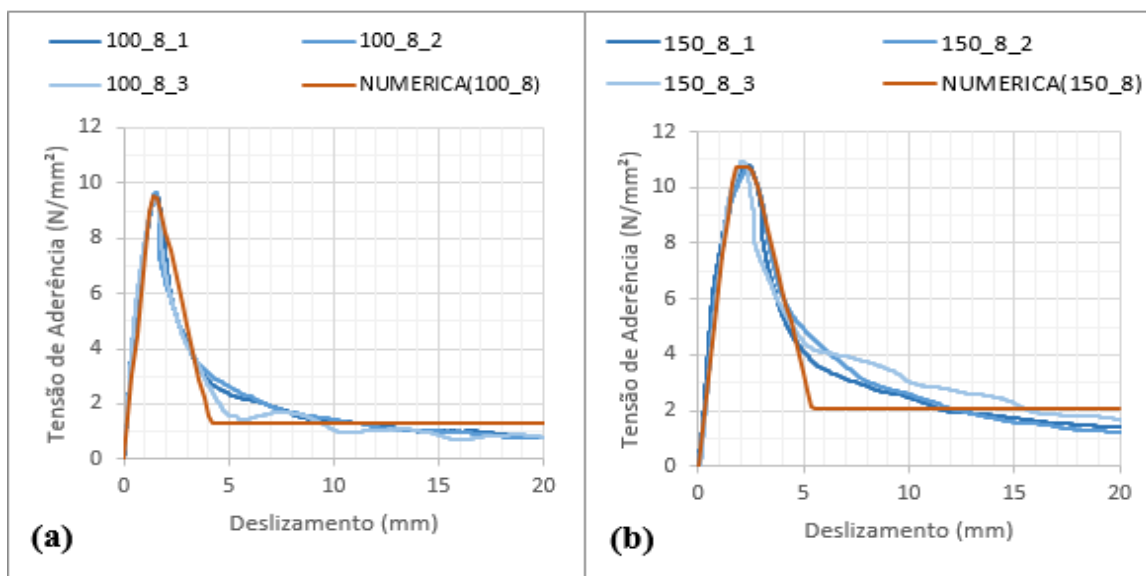 100_8_1 100_8_2
100_8_3 NUMERICA(100_8)
12
10
8
6
4
2
0
Tensão de Aderência (N/mm²)
0 5 10 15 20
Deslizamento (mm)
(a)
150_8_1 150_8_2
150_8_3 NUMERICA(150_8)
12
10
8
6
4
2
0
Tensão de Aderência (N/mm²)
0 5 10 15 20
Deslizamento (mm)
(b)